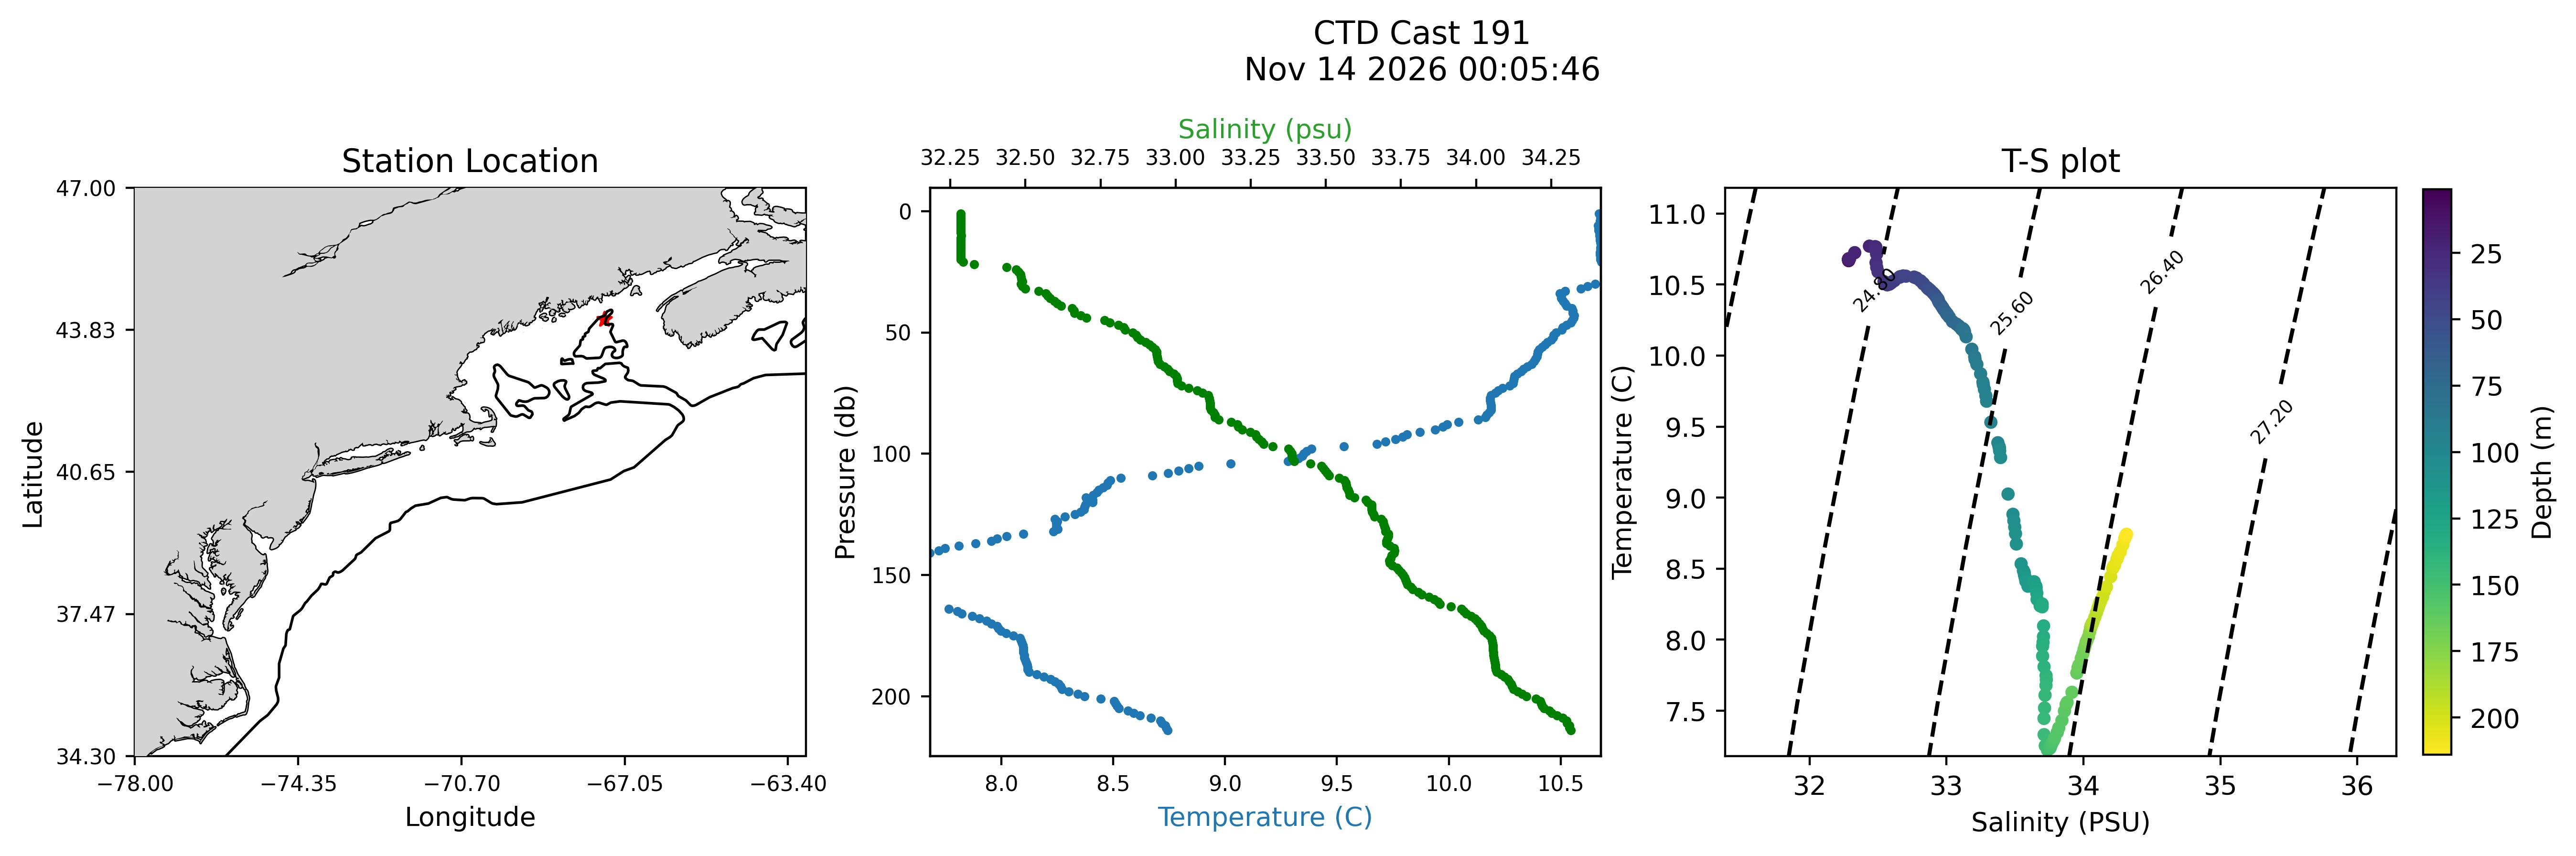 CTD Cast 191
Nov 14 2026 00:05:46
Station Location
47.00
43.83
40.65
37.47
34.30
Latitude
−78.00 −74.35 −70.70 −67.05 −63.40
Longitude
Salinity (psu)
32.25 32.50 32.75 33.00 33.25 33.50 33.75 34.00 34.25
0
50
100
150
200
Pressure (db)
8.0 8.5 9.0 9.5 10.0 10.5
Temperature (C)
T-S plot
11.0
10.5
10.0
9.5
9.0
8.5
8.0
7.5
Temperature (C)
24.80
25.60
26.40
27.20
32 33 34 35 36
Salinity (PSU)
25
50
75
100
125
150
175
200
Depth (m)